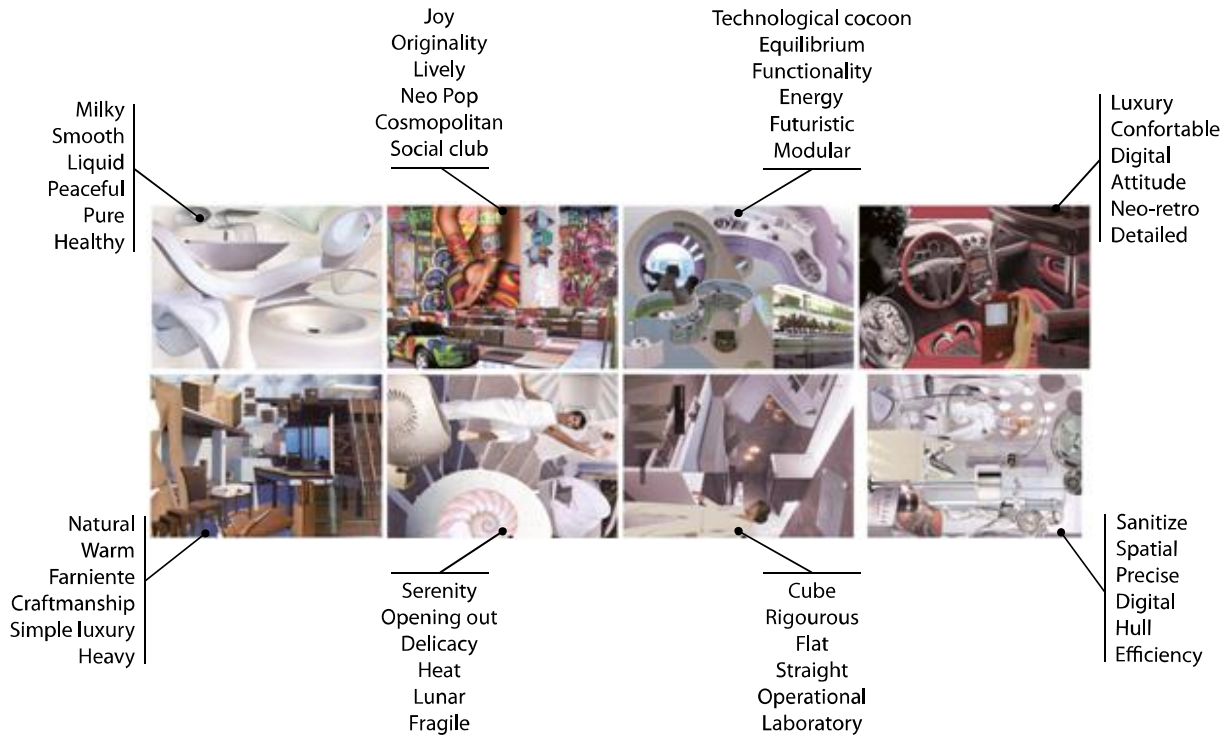 Joy
Originality
Lively
Neo Pop
Cosmopolitan
Social club
Technological cocoon
Equilibrium
Functionality
Energy
Futuristic
Modular
Milky
Smooth
Liquid
Peaceful
Pure
Healthy
Luxury
Confortable
Digital
Attitude
Neo-retro
Detailed
Natural
Warm
Farniente
Craftmanship
Simple luxury
Heavy
Serenity
Opening out
Delicacy
Heat
Lunar
Fragile
Cube
Rigourous
Flat
Straight
Operational
Laboratory
Sanitize
Spatial
Precise
Digital
Hull
Efficiency